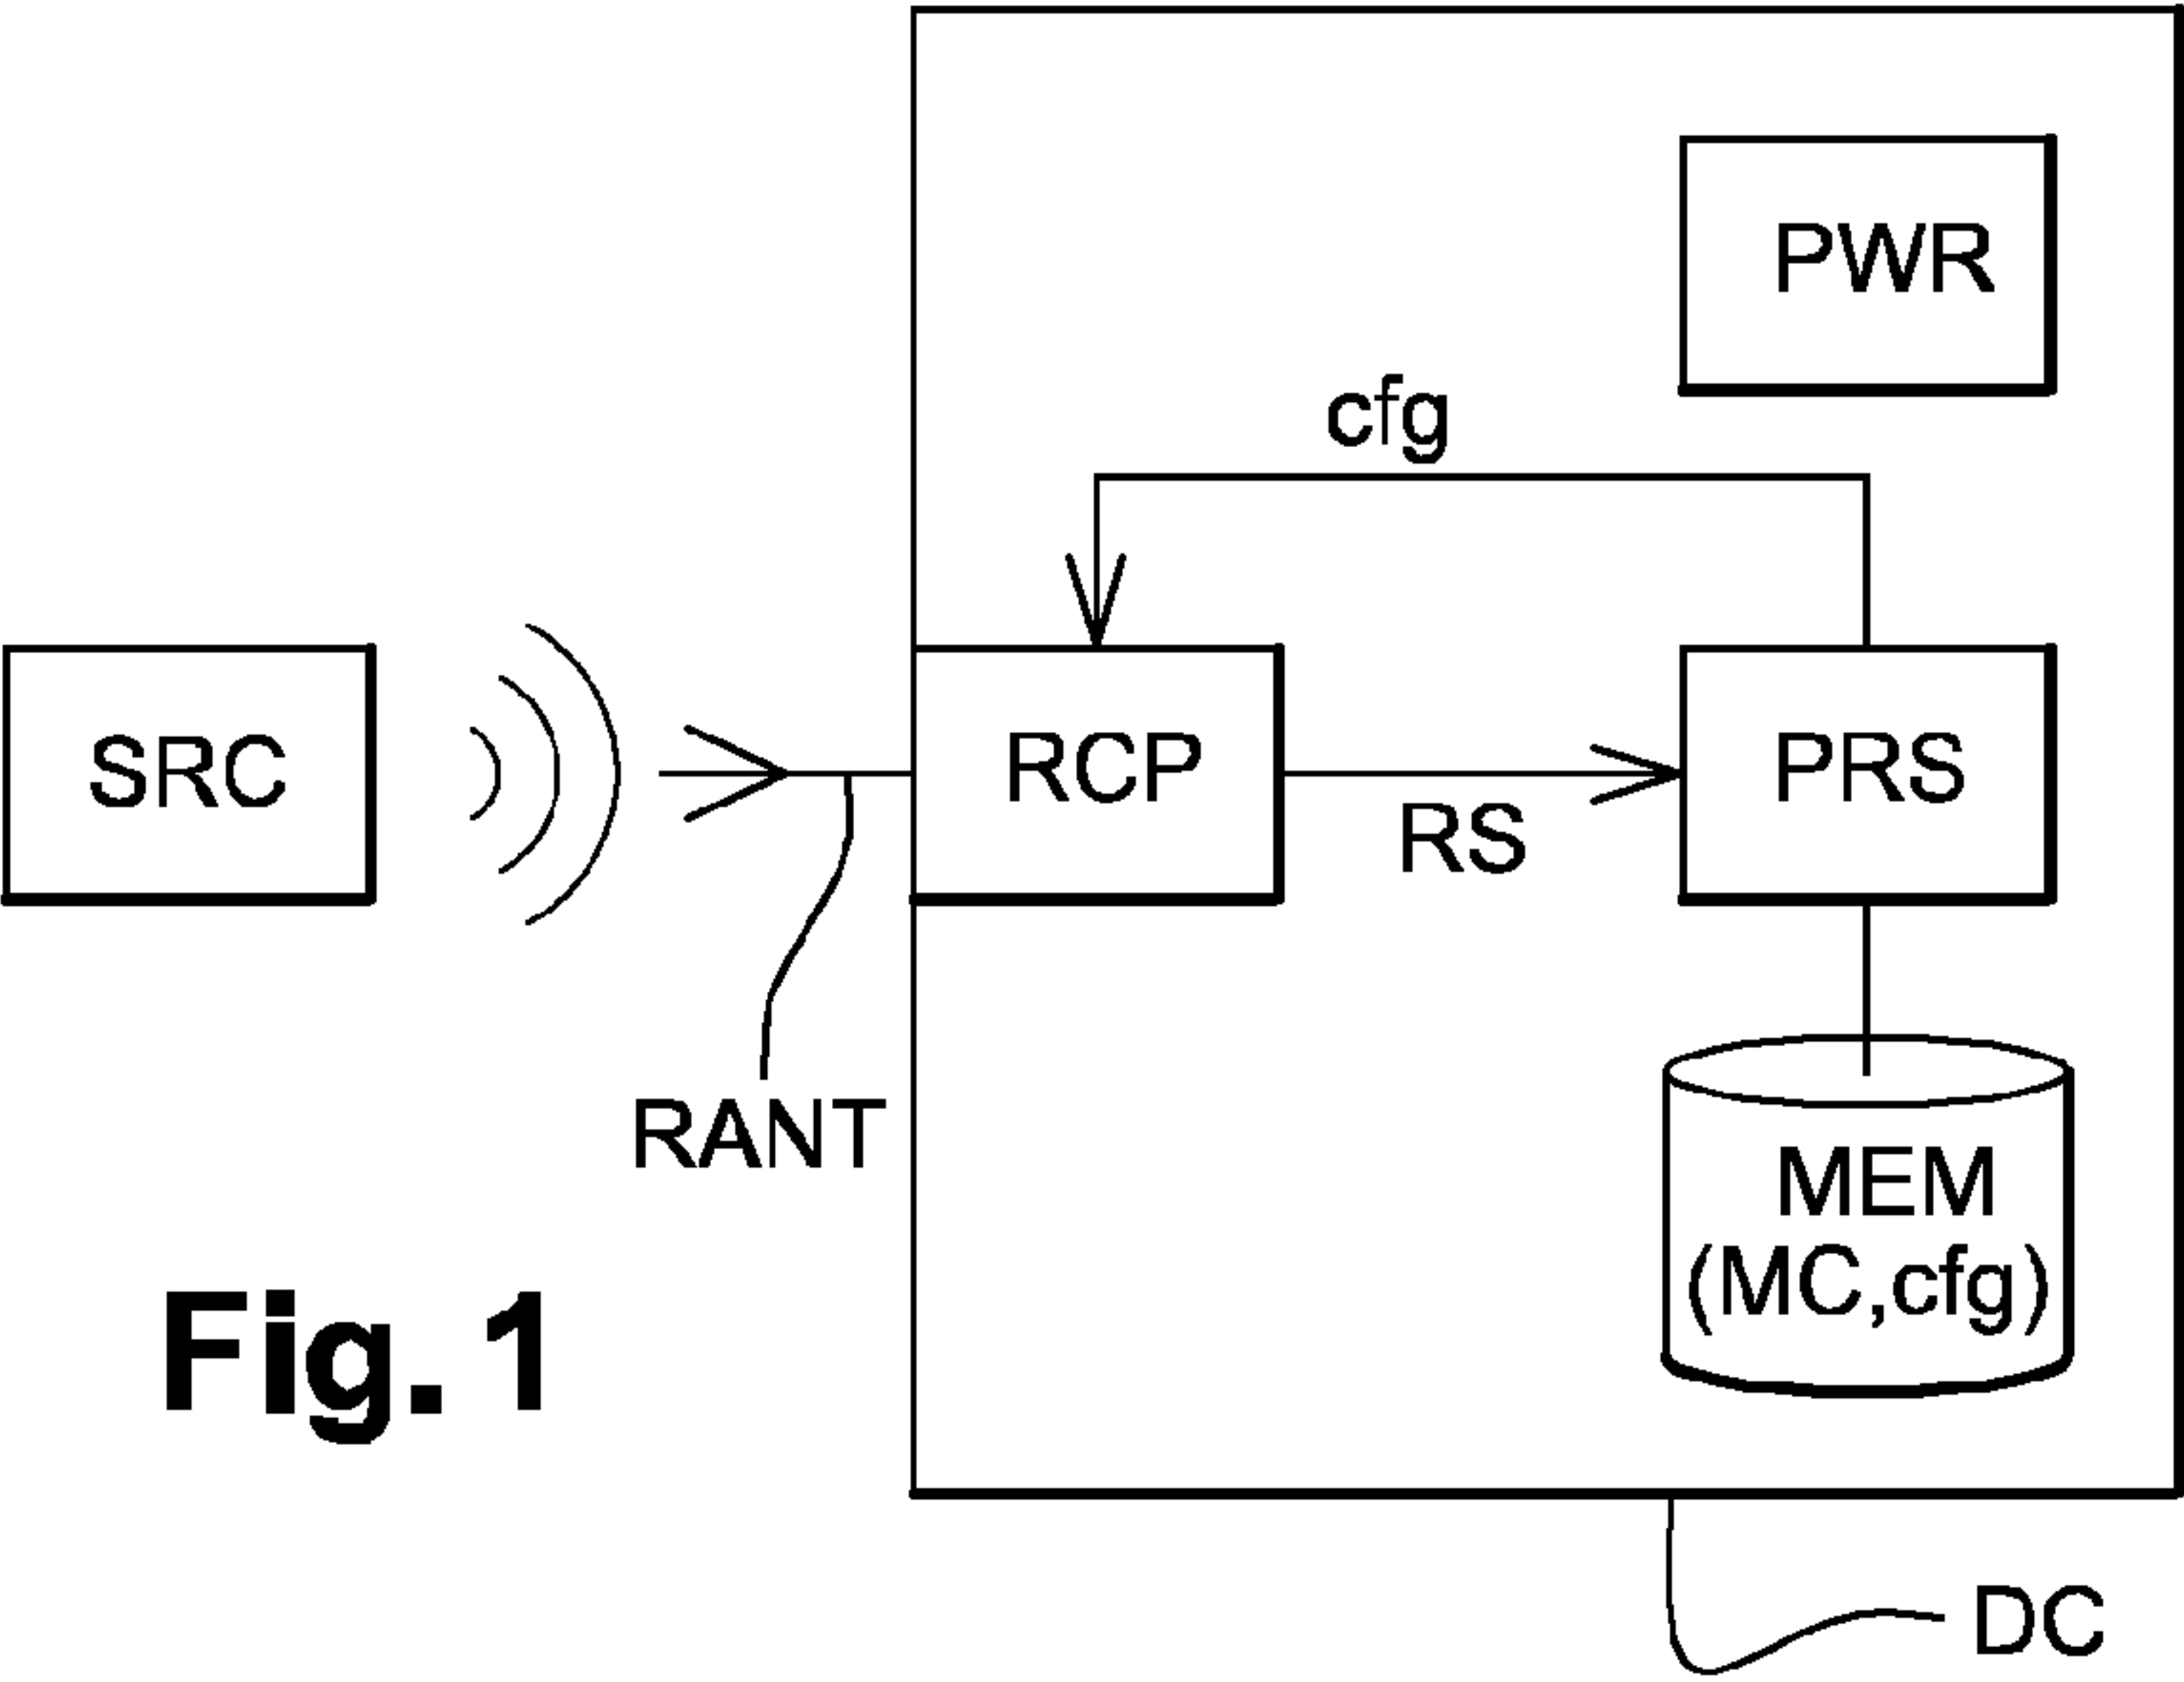 PWR
cfg
SRC
RCP
PRS
RS
RANT
MEM
(MC,cfg)
Fig. 1
DC